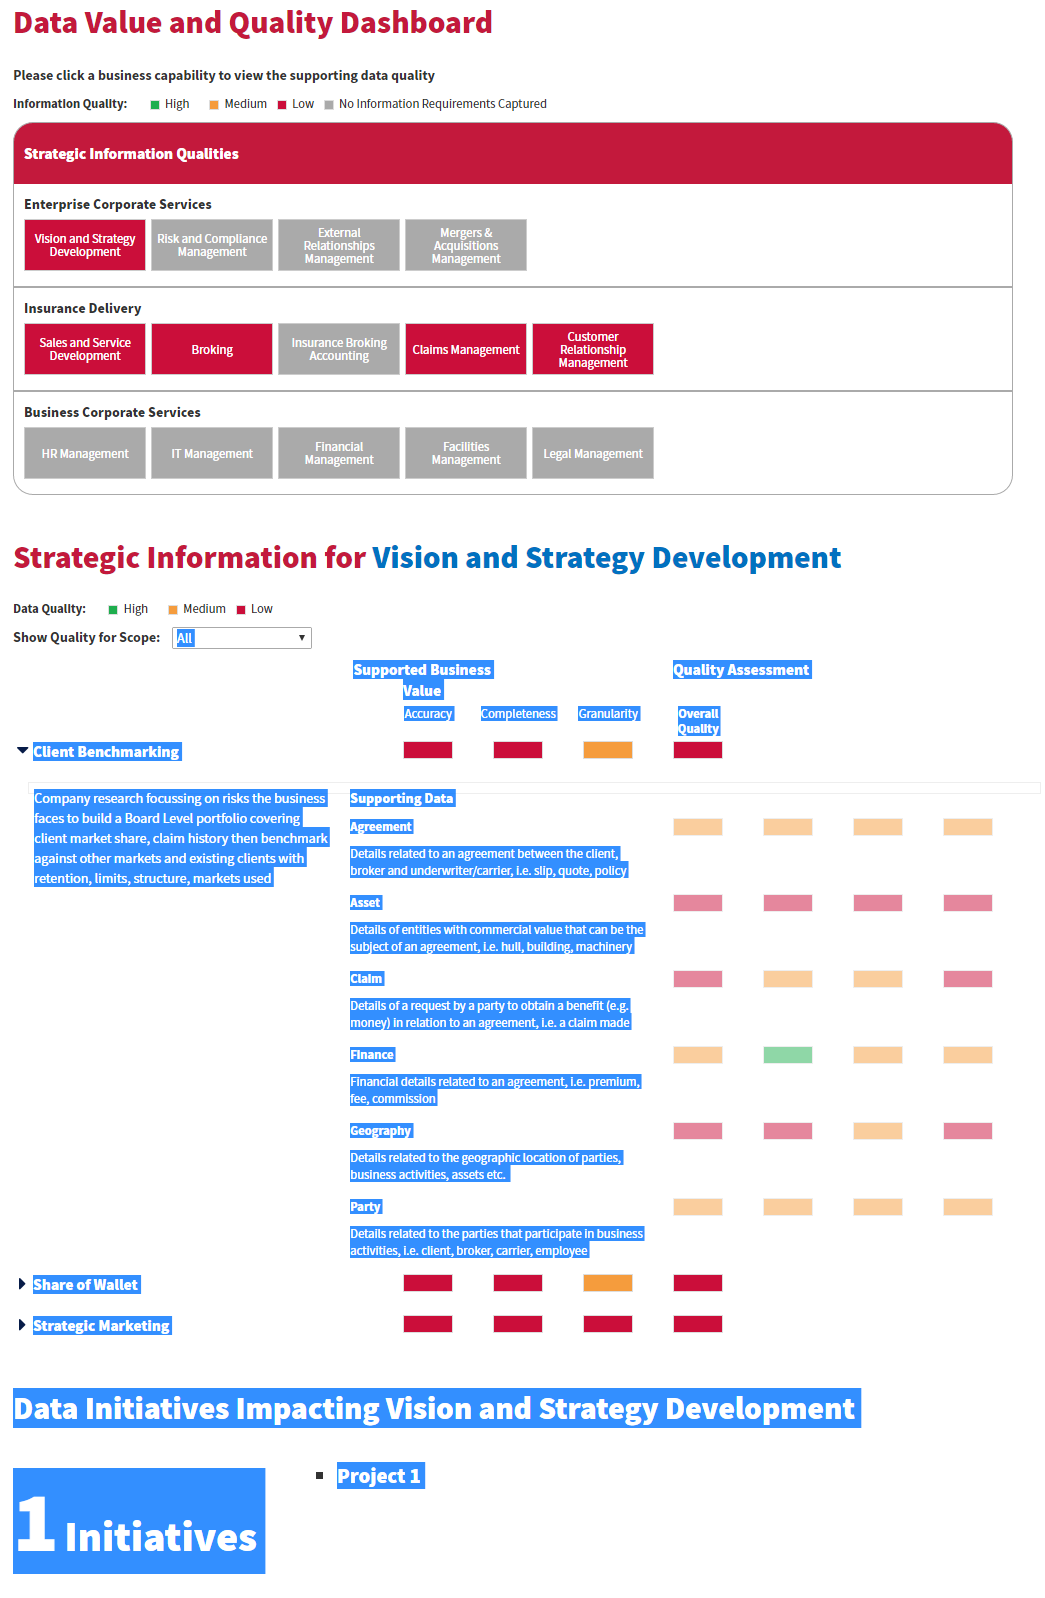 Data Value and Quality Dashboard
Please click a business capability to view the supporting data quality
Information Quality: High Medium Low No Information Requirements Captured
Strategic Information Qualities
Enterprise Corporate Services
Vision and Strategy
Development
Risk and Compliance
Management
External
Relationships
Management
Mergers &
Acquisitions
Management
Insurance Delivery
Sales and Service
Development
Broking
Insurance Broking
Accounting
Claims Management
Customer
Relationship
Management
Business Corporate Services
HR Management
IT Management
Financial
Management
Facilities
Management
Legal Management
Strategic Information for Vision and Strategy Development
Data Quality: High Medium Low
Show Quality for Scope: All
Supported Business
Value
Quality Assessment
Accuracy
Completeness
Granularity
Overall
Quality
Client Benchmarking
Company research focussing on risks the business
faces to build a Board Level portfolio covering
client market share, claim history then benchmark
against other markets and existing clients with
retention, limits, structure, markets used
Supporting Data
Agreement
Details related to an agreement between the client,
broker and underwriter/carrier, i.e. slip, quote, policy
Asset
Details of entities with commercial value that can be the
subject of an agreement, i.e. hull, building, machinery
Claim
Details of a request by a party to obtain a benefit (e.g.
money) in relation to an agreement, i.e. a claim made
Finance
Financial details related to an agreement, i.e. premium,
fee, commission
Geography
Details related to the geographic location of parties,
business activities, assets etc.
Party
Details related to the parties that participate in business
activities, i.e. client, broker, carrier, employee
Share of Wallet
Strategic Marketing
Data Initiatives Impacting Vision and Strategy Development
1 Initiatives
Project 1